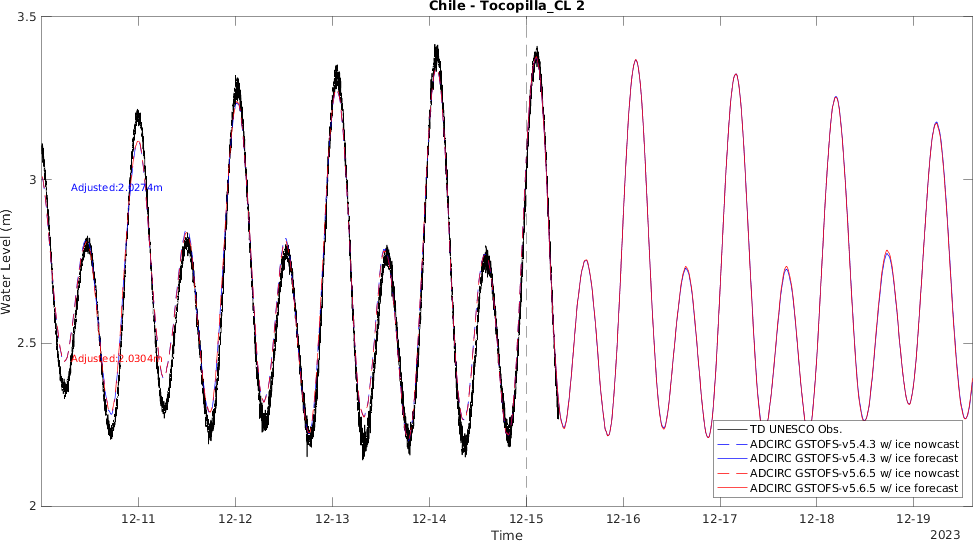 Chile - Tocopilla_CL 2
3.5
3
2.5
2
Water Level (m)
Adjusted:2.0274m
Adjusted:2.0304m
TD UNESCO Obs.
ADCIRC GSTOFS-v5.4.3 w/ ice nowcast
ADCIRC GSTOFS-v5.4.3 w/ ice forecast
ADCIRC GSTOFS-v5.6.5 w/ ice nowcast
ADCIRC GSTOFS-v5.6.5 w/ ice forecast
12-11 12-12 12-13 12-14 12-15 12-16 12-17 12-18 12-19
Time
2023